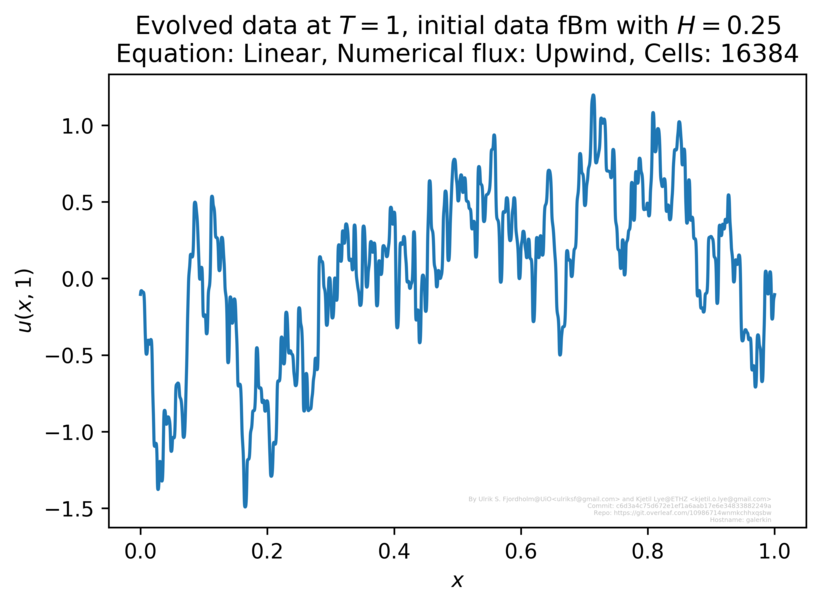 Evolved data at T = 1, initial data fBm with H = 0.25
Equation: Linear, Numerical flux: Upwind, Cells: 16384
1.0
0.5
0.0
−0.5
−1.0
−1.5
u(x, 1)
0.0 0.2 0.4 0.6 0.8 1.0
x
By Ulrik S. Fjordholm@UiO<ulriksf@gmail.com> and Kjetil Lye@ETHZ <kjetil.o.lye@gmail.com>
Commit:
Repo:
Hostname: galerkin